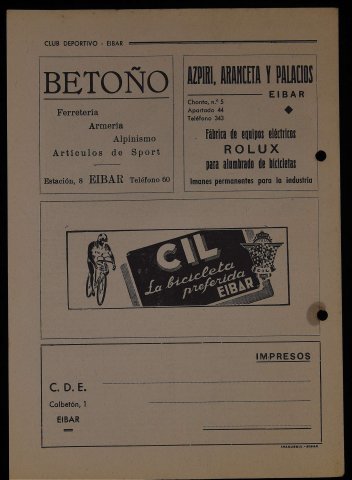 CLUB DEPORTIVO - EIBAR
BETOÑO
Ferretería
Armería
Alpinismo
Artículos de Sport
Estación, 8 EIBAR Teléfono 60
AZPIRI, ARANCETA Y PALACIOS
EIBAR
Chonta, n.º 5
Apartado 44
Teléfono 343
Fábrica de equipos eléctricos
ROLUX
para alumbrado de bicicletas
Imanes permanentes para la industria
CIL
La bicicleta
preferida
EIBAR
CIL
IMPRESOS
C. D. E.
Calbetón, 1
EIBAR